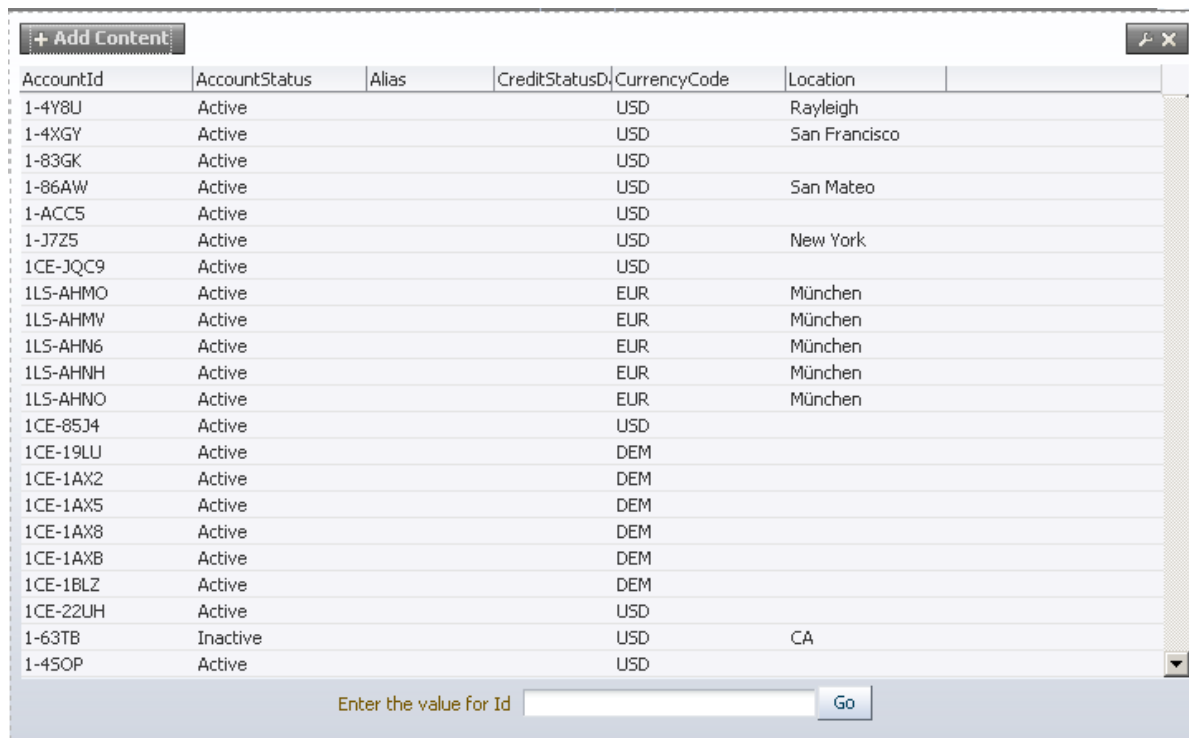 + Add Content
AccountId AccountStatus Alias CreditStatusD CurrencyCode Location
1-4Y8U Active USD Rayleigh
1-4XGY Active USD San Francisco
1-83GK Active USD
1-86AW Active USD San Mateo
1-ACC5 Active USD
1-J7Z5 Active USD New York
1CE-JQC9 Active USD
1LS-AHMO Active EUR München
1LS-AHMV Active EUR München
1LS-AHN6 Active EUR München
1LS-AHNH Active EUR München
1LS-AHNO Active EUR München
1CE-85J4 Active USD
1CE-19LU Active DEM
1CE-1AX2 Active DEM
1CE-1AX5 Active DEM
1CE-1AX8 Active DEM
1CE-1AXB Active DEM
1CE-1BLZ Active DEM
1CE-22UH Active USD
1-63TB Inactive USD CA
1-4SOP Active USD
Enter the value for Id Go